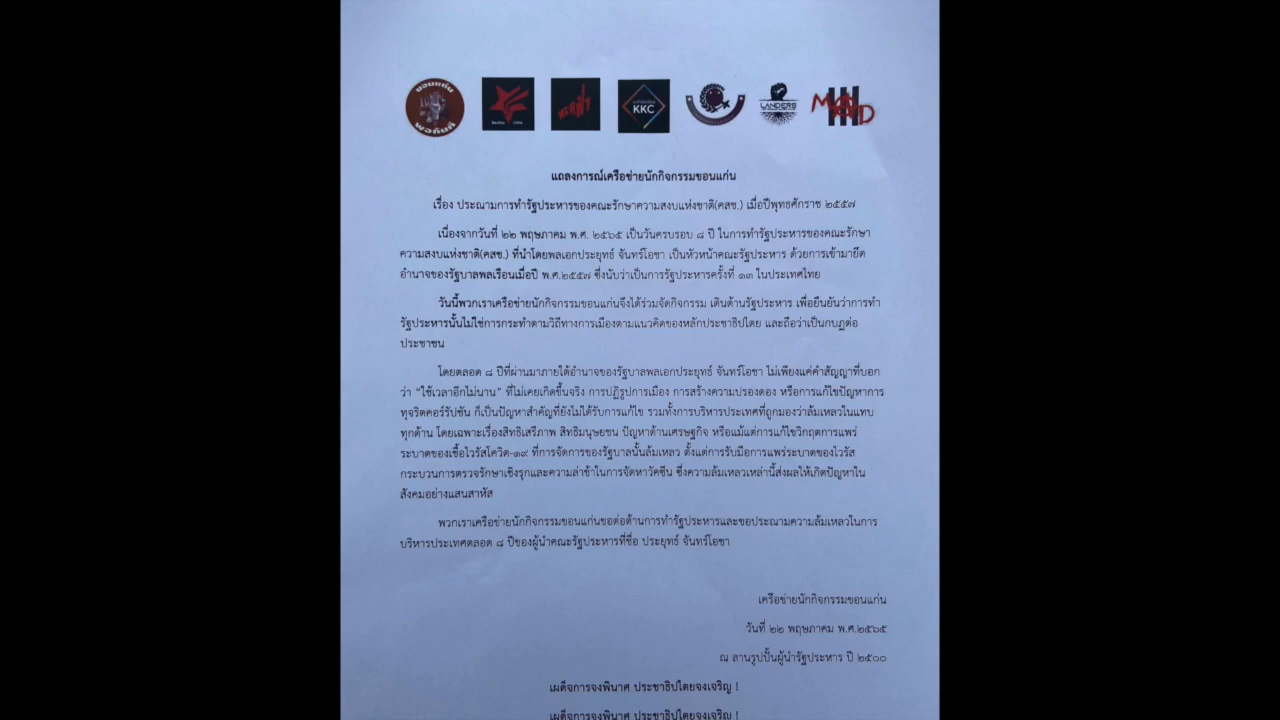 ขอนแก่น
พอกันที
KKC
LANDERS
แถลงการณ์เครือข่ายนักกิจกรรมขอนแก่น
เรื่อง ประณามการทำรัฐประหารของคณะรักษาความสงบแห่งชาติ(คสช.) เมื่อปีพุทธศักราช ๒๕๕๗
เนื่องจากวันที่ ๒๒ พฤษภาคม พ.ศ. ๒๕๖๕ เป็นวันครบรอบ ๘ ปี ในการทำรัฐประหารของคณะรักษา
ความสงบแห่งชาติ(คสช.) ที่นำโดยพลเอกประยุทธ์ จันทร์โอชา เป็นหัวหน้าคณะรัฐประหาร ด้วยการเข้ามายึด
อำนาจของรัฐบาลพลเรือนเมื่อปี พ.ศ.๒๕๕๗ ซึ่งนับว่าเป็นการรัฐประหารครั้งที่ ๑๓ ในประเทศไทย
วันนี้พวกเราเครือข่ายนักกิจกรรมขอนแก่นจึงได้ร่วมจัดกิจกรรม เดินต้านรัฐประหาร เพื่อยืนยันว่าการทำ
รัฐประหารนั้นไม่ใช่การกระทำตามวิถีทางการเมืองตามแนวคิดของหลักประชาธิปไตย และถือว่าเป็นกบฏต่อ
ประชาชน
โดยตลอด ๘ ปีที่ผ่านมาภายใต้อำนาจของรัฐบาลพลเอกประยุทธ์ จันทร์โอชา ไม่เพียงแค่คำสัญญาที่บอก
ว่า “ใช้เวลาอีกไม่นาน” ที่ไม่เคยเกิดขึ้นจริง การปฏิรูปการเมือง การสร้างความปรองดอง หรือการแก้ไขปัญหาการ
ทุจริตคอร์รัปชัน ก็เป็นปัญหาสำคัญที่ยังไม่ได้รับการแก้ไข รวมทั้งการบริหารประเทศที่ถูกมองว่าล้มเหลวในแทบ
ทุกด้าน โดยเฉพาะเรื่องสิทธิเสรีภาพ สิทธิมนุษยชน ปัญหาด้านเศรษฐกิจ หรือแม้แต่การแก้ไขวิกฤตการแพร่
ระบาดของเชื้อไวรัสโควิด-๑๙ ที่การจัดการของรัฐบาลนั้นล้มเหลว ตั้งแต่การรับมือการแพร่ระบาดของไวรัส
กระบวนการตรวจรักษาเชิงรุกและความล่าช้าในการจัดหาวัคซีน ซึ่งความล้มเหลวเหล่านี้ส่งผลให้เกิดปัญหาใน
สังคมอย่างแสนสาหัส
พวกเราเครือข่ายนักกิจกรรมขอนแก่นขอต่อต้านการทำรัฐประหารและขอประณามความล้มเหลวในการ
บริหารประเทศตลอด ๘ ปีของผู้นำคณะรัฐประหารที่ชื่อ ประยุทธ์ จันทร์โอชา
เครือข่ายนักกิจกรรมขอนแก่น
วันที่ ๒๒ พฤษภาคม พ.ศ.๒๕๖๕
ณ ลานรูปปั้นผู้นำรัฐประหาร ปี ๒๕๐๐
เผด็จการจงพินาศ ประชาธิปไตยจงเจริญ !
เผด็จการจงพินาศ ประชาธิปไตยจงเจริญ !